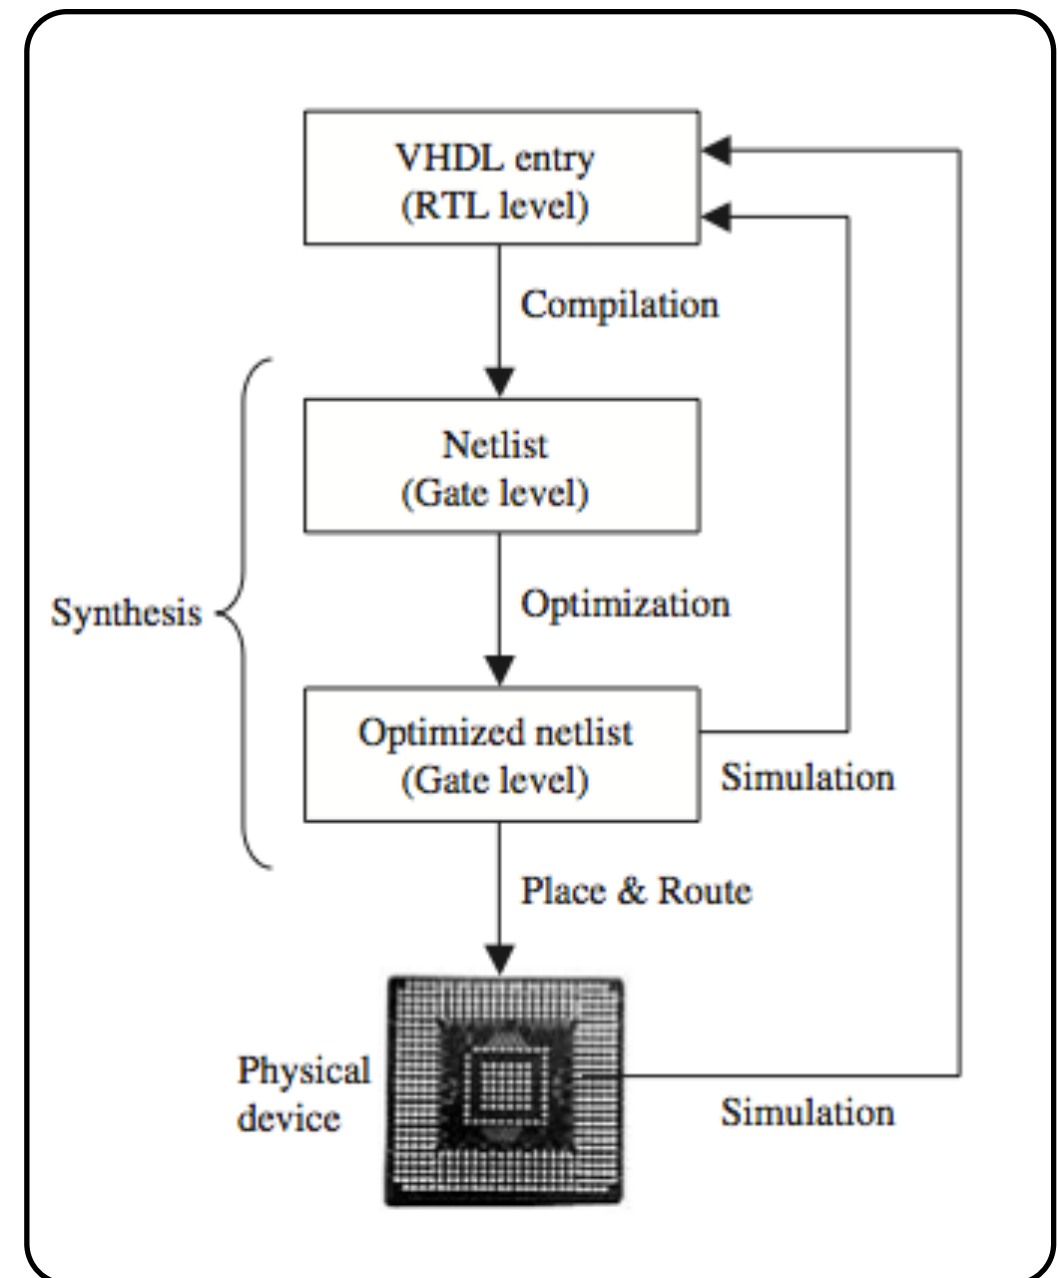 VHDL entry
(RTL level)
Compilation
Netlist
(Gate level)
Synthesis
Optimization
Optimized netlist
(Gate level)
Simulation
Place & Route
Physical
device
Simulation